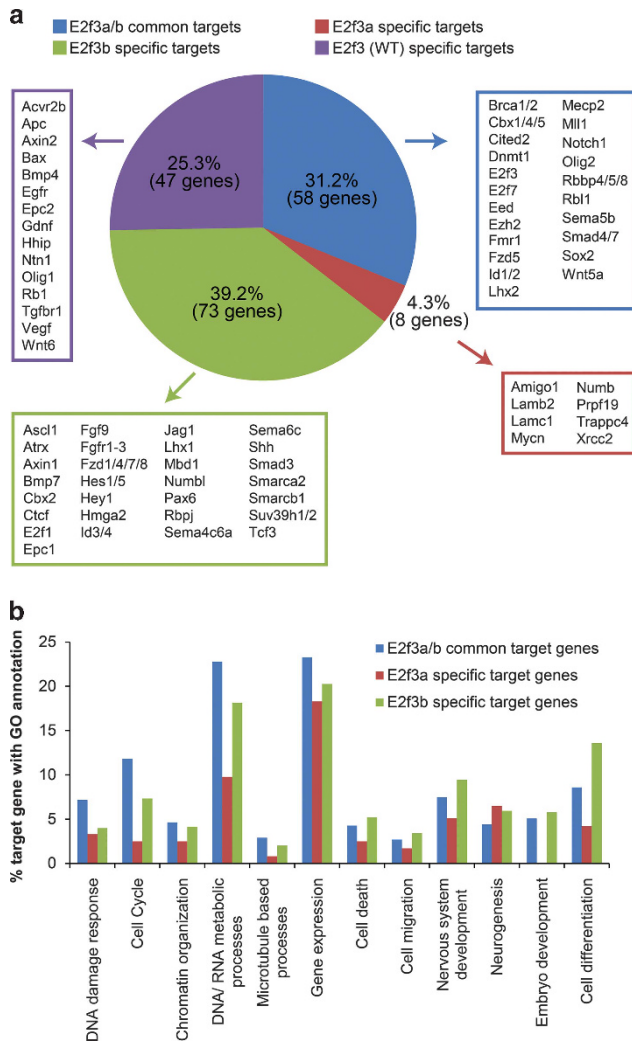 a
E2f3a/b common targets
E2f3a specific targets
E2f3b specific targets
E2f3 (WT) specific targets
Acvr2b
Apc
Axin2
Bax
Bmp4
Egfr
Epc2
Gdnf
Hhip
Ntn1
Olig1
Rb1
Tgfbr1
Vegf
Wnt6
25.3%
(47 genes)
31.2%
(58 genes)
39.2%
(73 genes)
4.3%
(8 genes)
Brca1/2 Mecp2
Cbx1/4/5 Mll1
Cited2 Notch1
Dnmt1 Olig2
E2f3 Rbbp4/5/8
E2f7 Rbl1
Eed Sema5b
Ezh2 Smad4/7
Fmr1 Sox2
Fzd5 Wnt5a
Id1/2
Lhx2
Amigo1 Numb
Lamb2 Prpf19
Lamc1 Trappc4
Mycn Xrcc2
Ascl1 Fgf9 Jag1 Sema6c
Atrx Fgfr1-3 Lhx1 Shh
Axin1 Fzd1/4/7/8 Mbd1 Smad3
Bmp7 Hes1/5 Numbl Smarca2
Cbx2 Hey1 Pax6 Smarcb1
Ctcf Hmga2 Rbpj Suv39h1/2
E2f1 Id3/4 Sema4c6a Tcf3
Epc1
b
% target gene with GO annotation
25
20
15
10
5
0
E2f3a/b common target genes
E2f3a specific target genes
E2f3b specific target genes
DNA damage response
Cell Cycle
Chromatin organization
DNA/ RNA metabolic
processes
Microtubule based
processes
Gene expression
Cell death
Cell migration
Nervous system
development
Neurogenesis
Embryo development
Cell differentiation